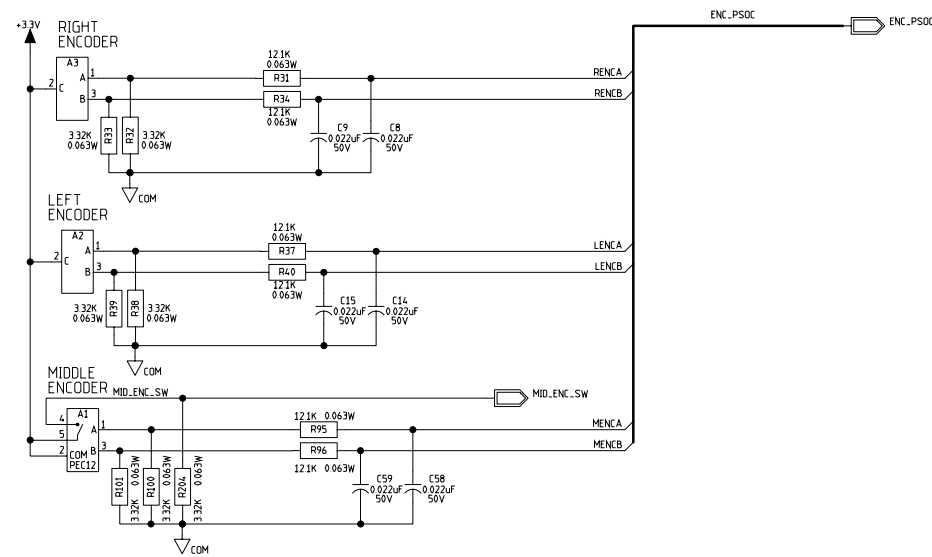 ENC_PSOC
ENC_PSOC
+3.3V
RIGHT
ENCODER
A3
A
1
2
C
B
3
12.1K
0.063W
R31
R34
12.1K
0.063W
RENCA
RENCB
3.32K
0.063W
R33
R32
3.32K
0.063W
C9
0.022uF
50V
C8
0.022uF
50V
COM
LEFT
ENCODER
A2
A
1
2
C
B
3
12.1K
0.063W
R37
R40
12.1K
0.063W
LENCA
LENCB
3.32K
0.063W
R39
R38
3.32K
0.063W
C15
0.022uF
50V
C14
0.022uF
50V
COM
MIDDLE
ENCODER
MID_ENC_SW
MID_ENC_SW
A1
4
5
2
A
1
COM
B
3
PEC12
12.1K 0.063W
R95
R96
12.1K 0.063W
MENCA
MENCB
R101
3.32K 0.063W
R100
3.32K 0.063W
R204
3.32K 0.063W
C59
0.022uF
50V
C58
0.022uF
50V
COM